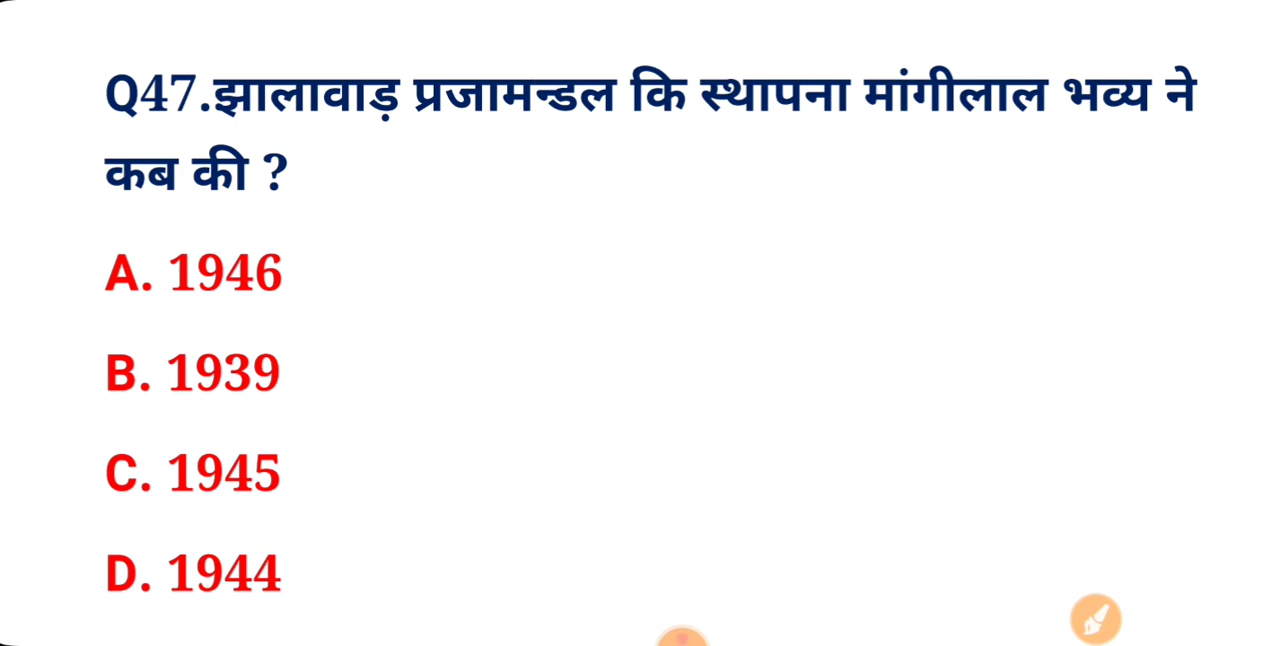 Q47.झालावाड़ प्रजामन्डल कि स्थापना मांगीलाल भव्य ने
कब की ?
A. 1946
B. 1939
C. 1945
D. 1944